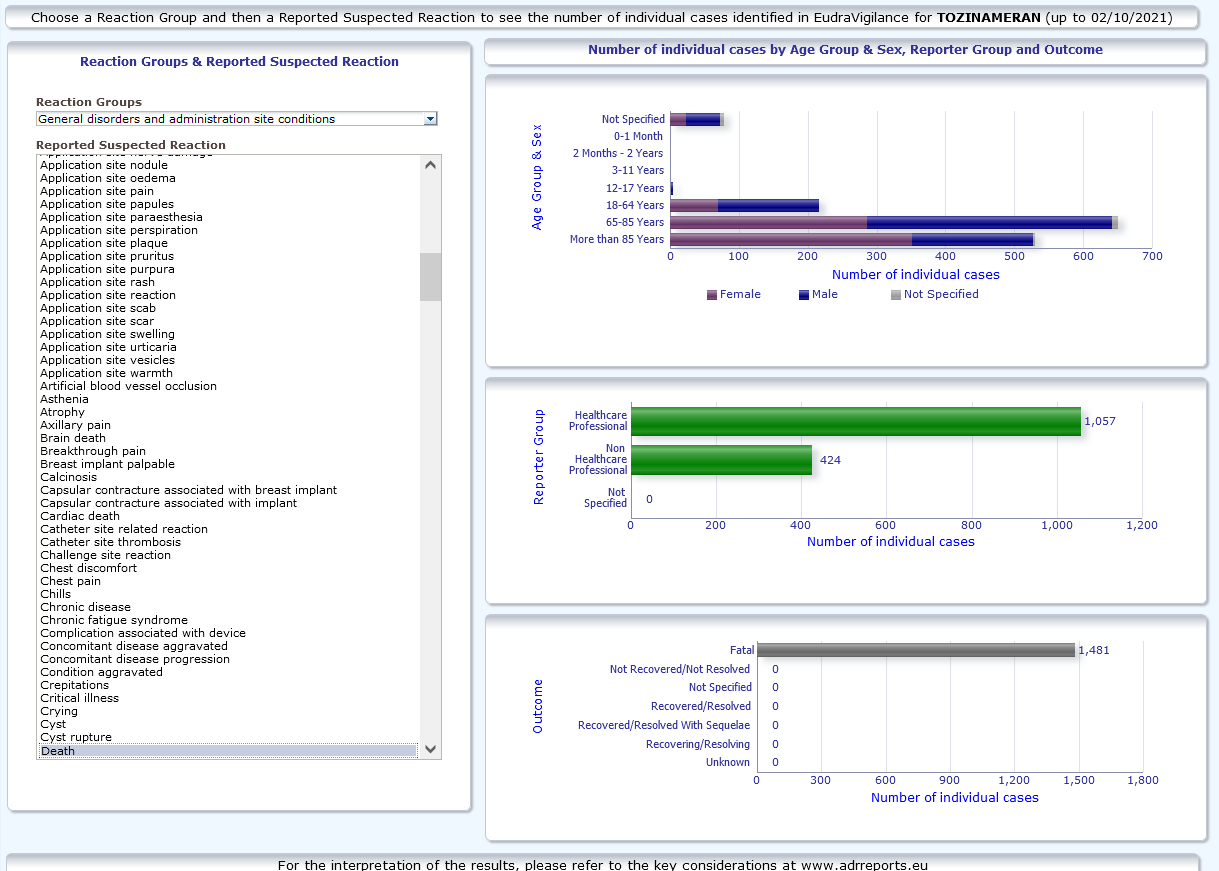 Choose a Reaction Group and then a Reported Suspected Reaction to see the number of individual cases identified in EudraVigilance for TOZINAMERAN (up to 02/10/2021)
Reaction Groups & Reported Suspected Reaction
Reaction Groups
General disorders and administration site conditions
Reported Suspected Reaction
Application site nerve damage
Application site nodule
Application site oedema
Application site pain
Application site papules
Application site paraesthesia
Application site perspiration
Application site plaque
Application site pruritus
Application site purpura
Application site rash
Application site reaction
Application site scab
Application site scar
Application site swelling
Application site urticaria
Application site vesicles
Application site warmth
Artificial blood vessel occlusion
Asthenia
Atrophy
Axillary pain
Brain death
Breakthrough pain
Breast implant palpable
Calcinosis
Capsular contracture associated with breast implant
Capsular contracture associated with implant
Cardiac death
Catheter site related reaction
Catheter site thrombosis
Challenge site reaction
Chest discomfort
Chest pain
Chills
Chronic disease
Chronic fatigue syndrome
Complication associated with device
Concomitant disease aggravated
Concomitant disease progression
Condition aggravated
Crepitations
Critical illness
Crying
Cyst
Cyst rupture
Death
Number of individual cases by Age Group & Sex, Reporter Group and Outcome
Age Group & Sex
Not Specified
0-1 Month
2 Months - 2 Years
3-11 Years
12-17 Years
18-64 Years
65-85 Years
More than 85 Years
0 100 200 300 400 500 600 700
Number of individual cases
Female Male Not Specified
Reporter Group
Healthcare
Professional
1,057
Non
Healthcare
Professional
424
Not
Specified
0
0 200 400 600 800 1,000 1,200
Number of individual cases
Outcome
Fatal 1,481
Not Recovered/Not Resolved 0
Not Specified 0
Recovered/Resolved 0
Recovered/Resolved With Sequelae 0
Recovering/Resolving 0
Unknown 0
0 300 600 900 1,200 1,500 1,800
Number of individual cases
For the interpretation of the results, please refer to the key considerations at www.adrreports.eu